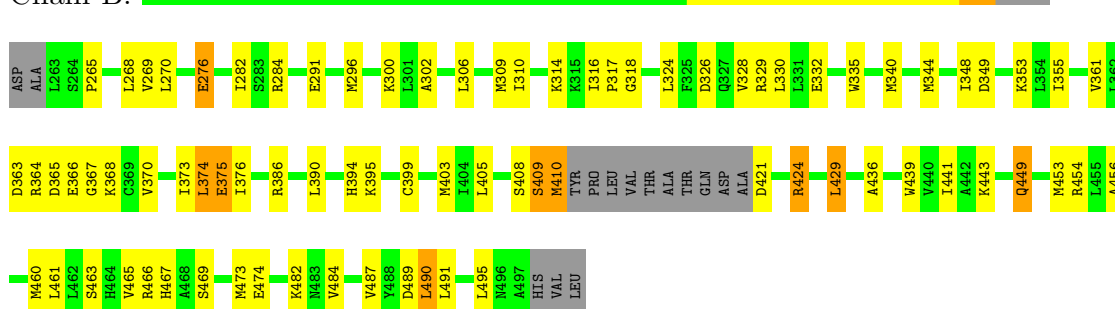 Chain B:
ASP ALA L263 S264 P265 L268 V269 L270 E276 I282 S283 R284 E291 M296 K300 L301 A302 L306 M309 I310 K314 K315 I316 P317 G318 L324 F325 D326 Q327 V328 R329 L330 L331 E332 W335 M340 M344 I348 D349 K353 L354 I355 V361 L362
D363 R364 D365 E366 G367 K368 C369 V370 I373 L374 E375 I376 R386 L390 H394 K395 C399 M403 I404 L405 S408 S409 M410 TYR PRO LEU VAL THR ALA THR GLN ASP ALA D421 R424 L429 A436 W439 V440 I441 A442 K443 Q449 M453 R454 L455 A456
M460 L461 L462 S463 H464 V465 R466 H467 A468 S469 M473 E474 K482 N483 V484 V487 Y488 D489 L490 L491 L495 N496 A497 HIS VAL LEU